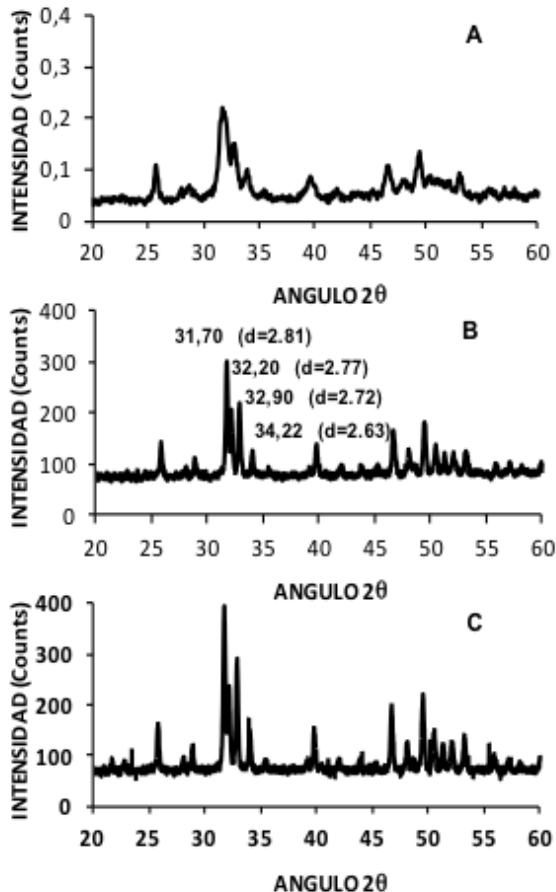 A
INTENSIDAD (Counts)
0,4
0,3
0,2
0,1
0
20 25 30 35 40 45 50 55 60
ANGULO 2θ
B
INTENSIDAD (Counts)
400
300
200
100
0
31,70 (d=2.81)
32,20 (d=2.77)
32,90 (d=2.72)
34,22 (d=2.63)
20 25 30 35 40 45 50 55 60
ANGULO 2θ
C
INTENSIDAD (Counts)
400
300
200
100
0
20 25 30 35 40 45 50 55 60
ANGULO 2θ